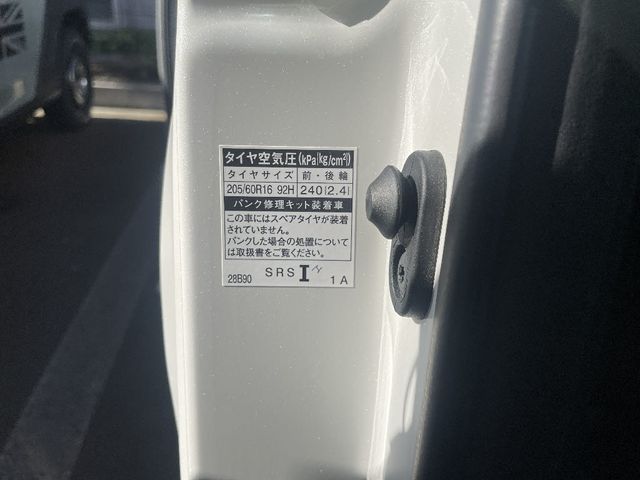 タイヤ空気圧(kPa[kg/cm²])
タイヤサイズ 前・後輪
205/60R16 92H 240[2.4]
パンク修理キット装着車
この車にはスペアタイヤが装着
されていません。
パンクした場合の処置について
は取扱書をご覧ください。
28B90 SRS I 1A